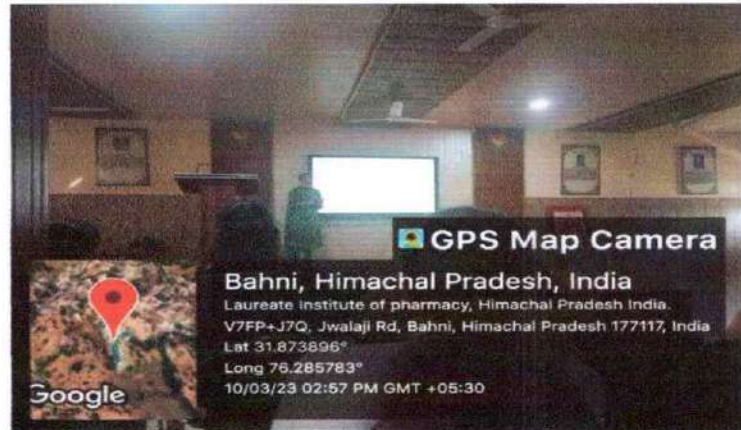 GPS Map Camera
Bahni, Himachal Pradesh, India
Laureate Institute of pharmacy, Himachal Pradesh India.
V7FP+J7Q, Jwalaji Rd, Bahni, Himachal Pradesh 177117, India
Lat 31.873896°
Long 76.285783°
10/03/23 02:57 PM GMT +05:30
Google